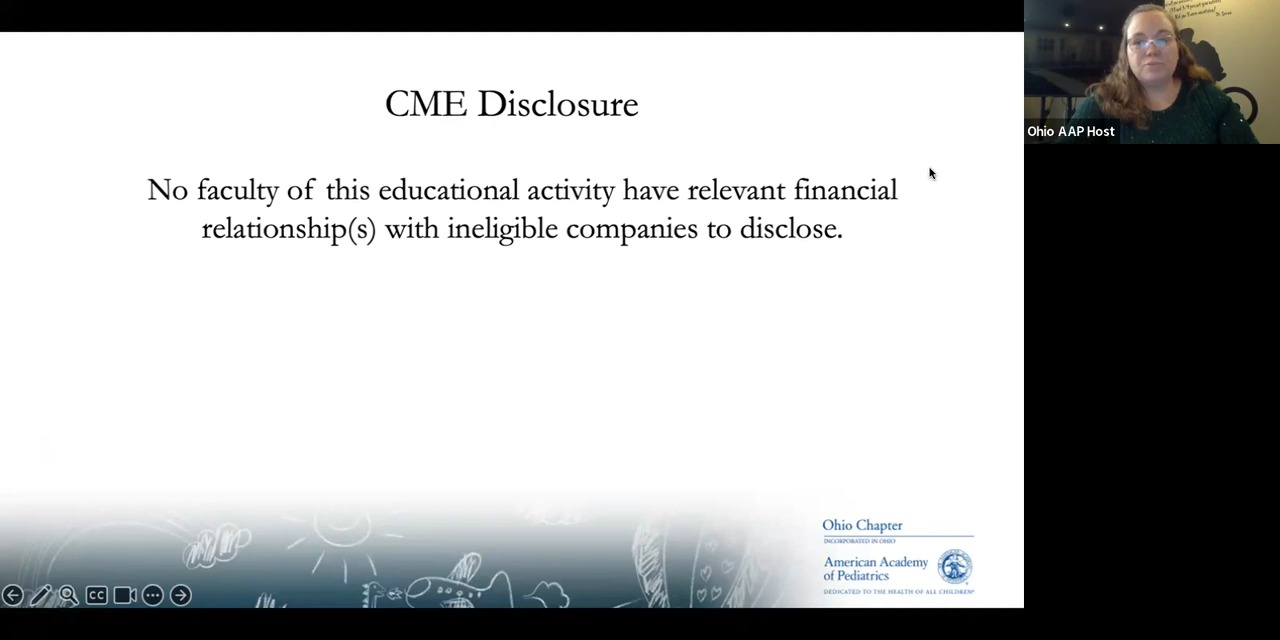 CME Disclosure
No faculty of this educational activity have relevant financial
relationship(s) with ineligible companies to disclose.
Ohio AAP Host
Ohio Chapter
INCORPORATED IN OHIO
American Academy
of Pediatrics
DEDICATED TO THE HEALTH OF ALL CHILDREN®
CC